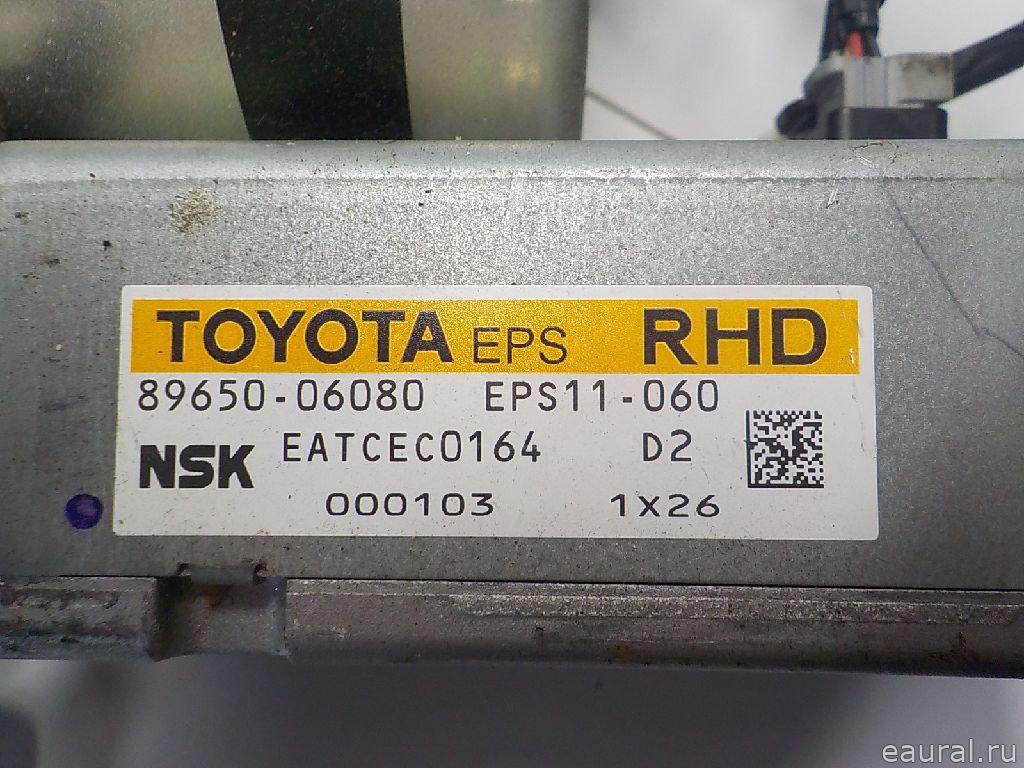 TOYOTA EPS RHD
89650-06080 EPS11-060
NSK EATCEC0164 D2
000103 1X26
eaural.ru